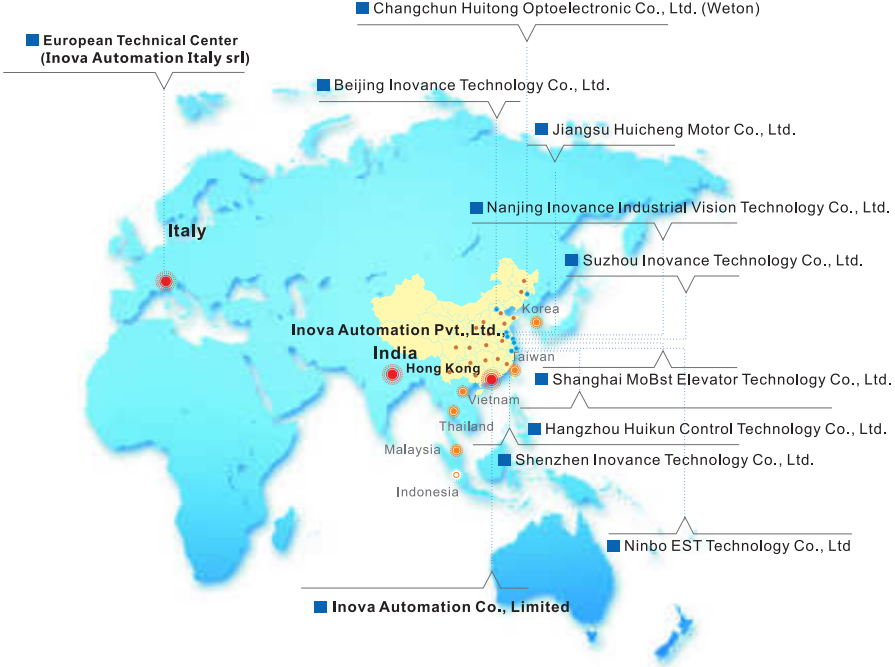 Changchun Huitong Optoelectronic Co., Ltd. (Weton)
European Technical Center
(Inova Automation Italy srl)
Beijing Inovance Technology Co., Ltd.
Jiangsu Huicheng Motor Co., Ltd.
Nanjing Inovance Industrial Vision Technology Co., Ltd.
Italy
Suzhou Inovance Technology Co., Ltd.
Korea
Inova Automation Pvt.,Ltd.
India
Taiwan
Hong Kong
Shanghai MoBst Elevator Technology Co., Ltd.
Vietnam
Thailand
Hangzhou Huikun Control Technology Co., Ltd.
Malaysia
Shenzhen Inovance Technology Co., Ltd.
Indonesia
Ninbo EST Technology Co., Ltd
Inova Automation Co., Limited